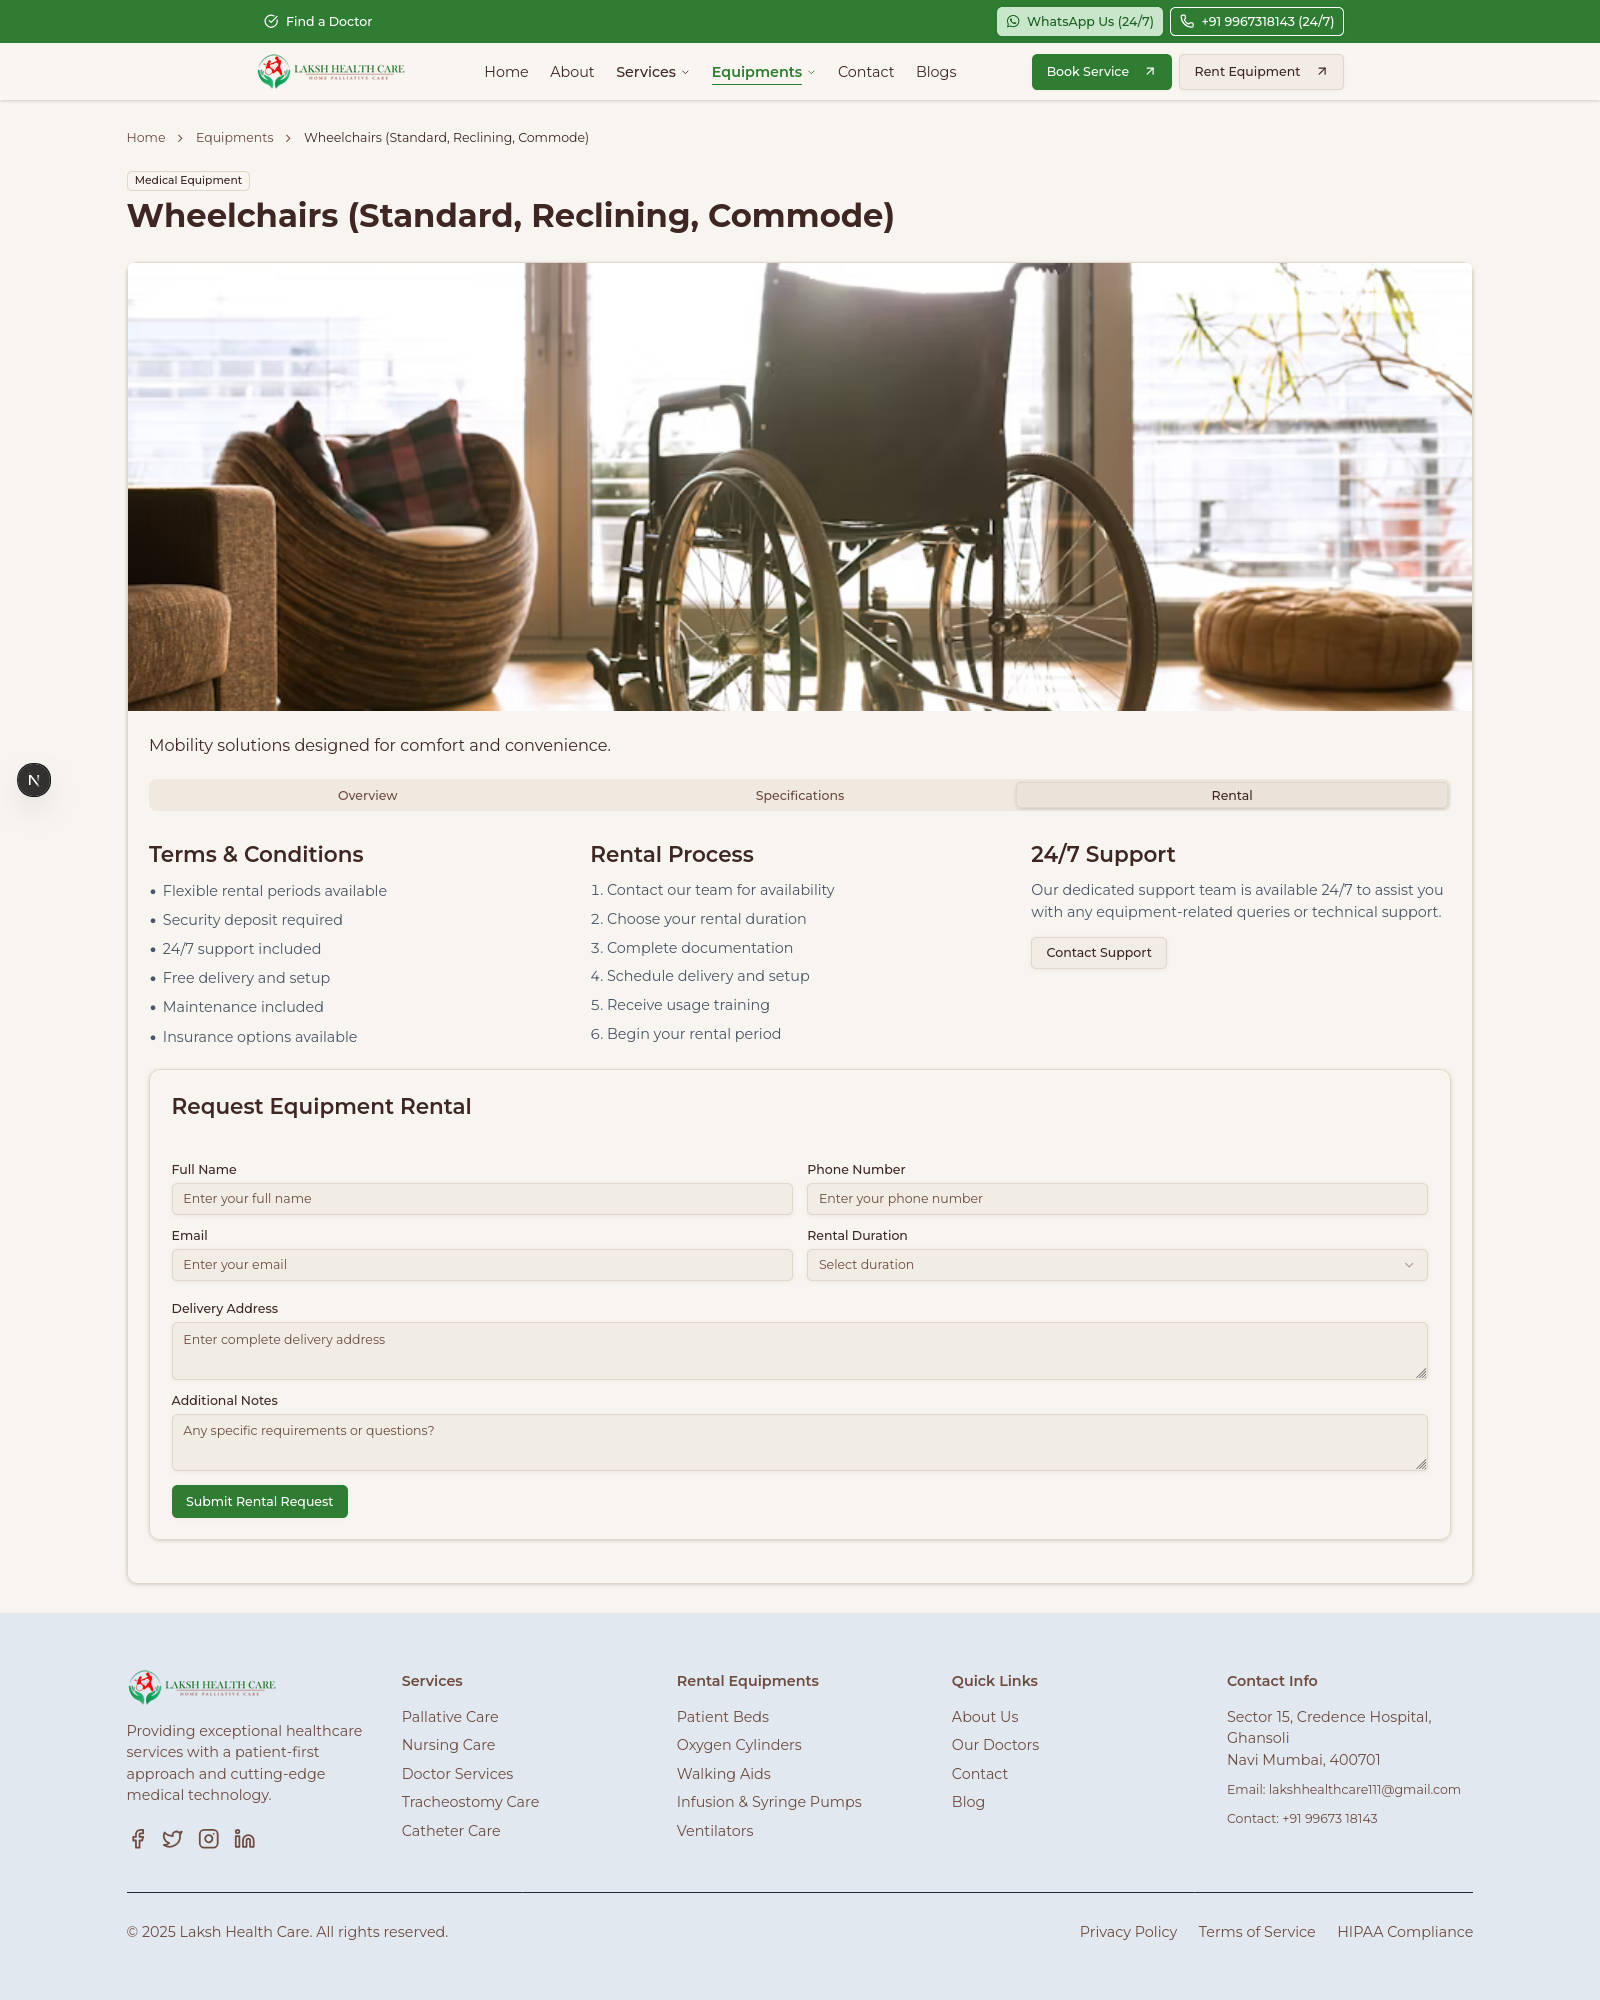 Find a Doctor
WhatsApp Us (24/7)
+91 9967318143 (24/7)
LAKSH HEALTH CARE
HOME PALLIATIVE CARE
Home
About
Services
Equipments
Contact
Blogs
Book Service
Rent Equipment
Home
Equipments
Wheelchairs (Standard, Reclining, Commode)
Medical Equipment
Wheelchairs (Standard, Reclining, Commode)
Mobility solutions designed for comfort and convenience.
N
Overview
Specifications
Rental
Terms & Conditions
• Flexible rental periods available
• Security deposit required
• 24/7 support included
• Free delivery and setup
• Maintenance included
• Insurance options available
Rental Process
1. Contact our team for availability
2. Choose your rental duration
3. Complete documentation
4. Schedule delivery and setup
5. Receive usage training
6. Begin your rental period
24/7 Support
Our dedicated support team is available 24/7 to assist you
with any equipment-related queries or technical support.
Contact Support
Request Equipment Rental
Full Name
Enter your full name
Phone Number
Enter your phone number
Email
Enter your email
Rental Duration
Select duration
Delivery Address
Enter complete delivery address
Additional Notes
Any specific requirements or questions?
Submit Rental Request
LAKSH HEALTH CARE
HOME PALLIATIVE CARE
Providing exceptional healthcare
services with a patient-first
approach and cutting-edge
medical technology.
Services
Pallative Care
Nursing Care
Doctor Services
Tracheostomy Care
Catheter Care
Rental Equipments
Patient Beds
Oxygen Cylinders
Walking Aids
Infusion & Syringe Pumps
Ventilators
Quick Links
About Us
Our Doctors
Contact
Blog
Contact Info
Sector 15, Credence Hospital,
Ghansoli
Navi Mumbai, 400701
Email: lakshhealthcare111@gmail.com
Contact: +91 99673 18143
© 2025 Laksh Health Care. All rights reserved.
Privacy Policy
Terms of Service
HIPAA Compliance